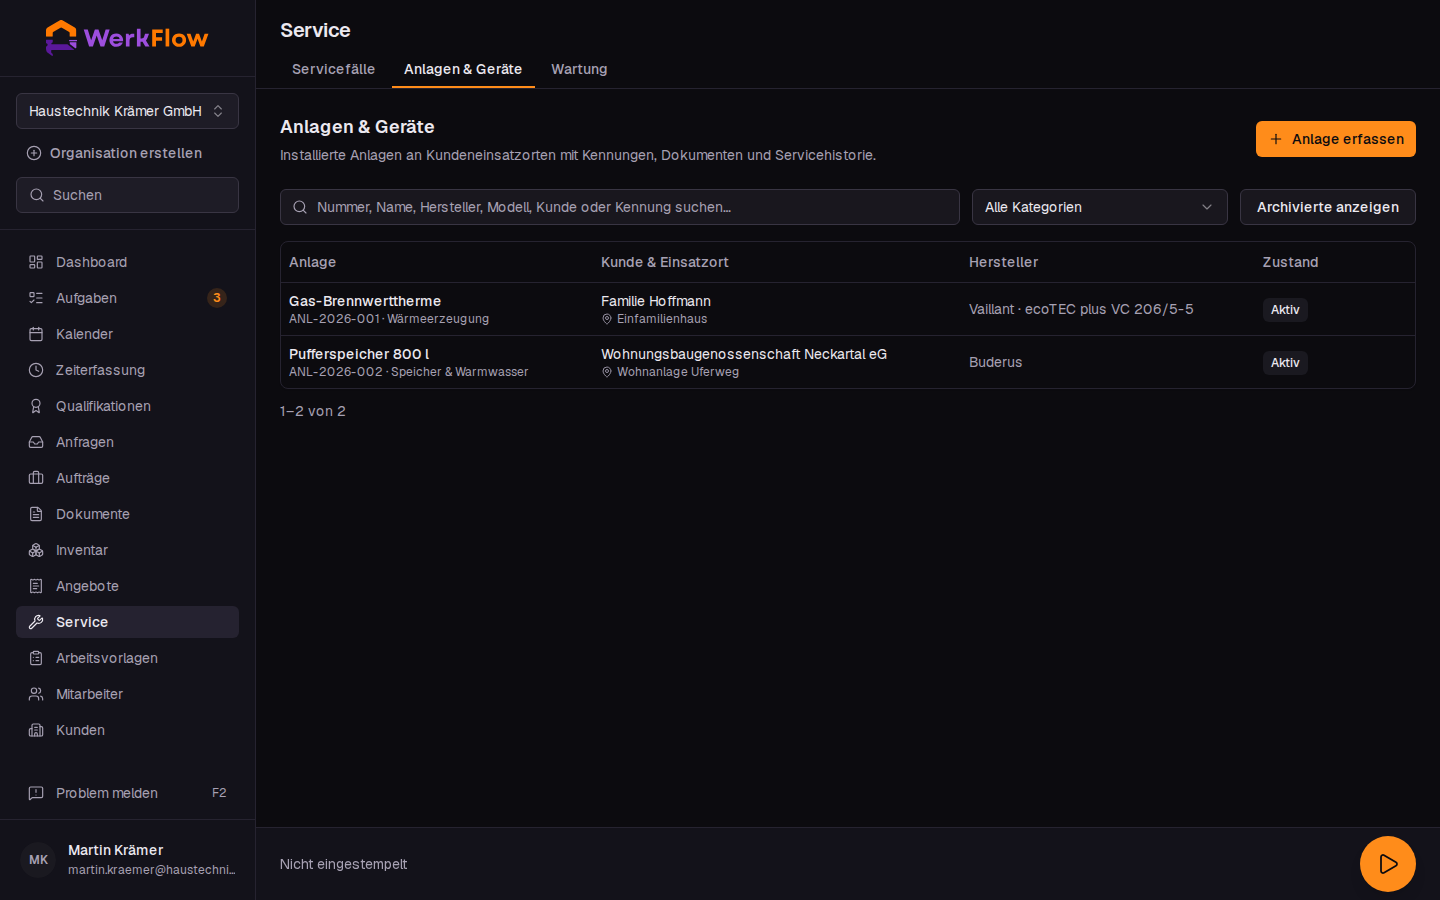 WerkFlow
Haustechnik Krämer GmbH
Organisation erstellen
Suchen
Dashboard
Aufgaben 3
Kalender
Zeiterfassung
Qualifikationen
Anfragen
Aufträge
Dokumente
Inventar
Angebote
Service
Arbeitsvorlagen
Mitarbeiter
Kunden
Problem melden F2
MK
Martin Krämer
martin.kraemer@haustechni...
Service
Servicefälle Anlagen & Geräte Wartung
Anlagen & Geräte
Installierte Anlagen an Kundeneinsatzorten mit Kennungen, Dokumenten und Servicehistorie.
Anlage erfassen
Nummer, Name, Hersteller, Modell, Kunde oder Kennung suchen...
Alle Kategorien
Archivierte anzeigen
Anlage Kunde & Einsatzort Hersteller Zustand
Gas-Brennwerttherme
ANL-2026-001 · Wärmeerzeugung
Familie Hoffmann
Einfamilienhaus
Vaillant · ecoTEC plus VC 206/5-5
Aktiv
Pufferspeicher 800 l
ANL-2026-002 · Speicher & Warmwasser
Wohnungsbaugenossenschaft Neckartal eG
Wohnanlage Uferweg
Buderus
Aktiv
1–2 von 2
Nicht eingestempelt